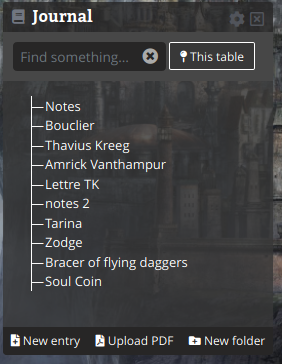 Journal
Find something... This table
Notes
Bouclier
Thavius Kreeg
Amrick Vanthampur
Lettre TK
notes 2
Tarina
Zodge
Bracer of flying daggers
Soul Coin
New entry Upload PDF New folder